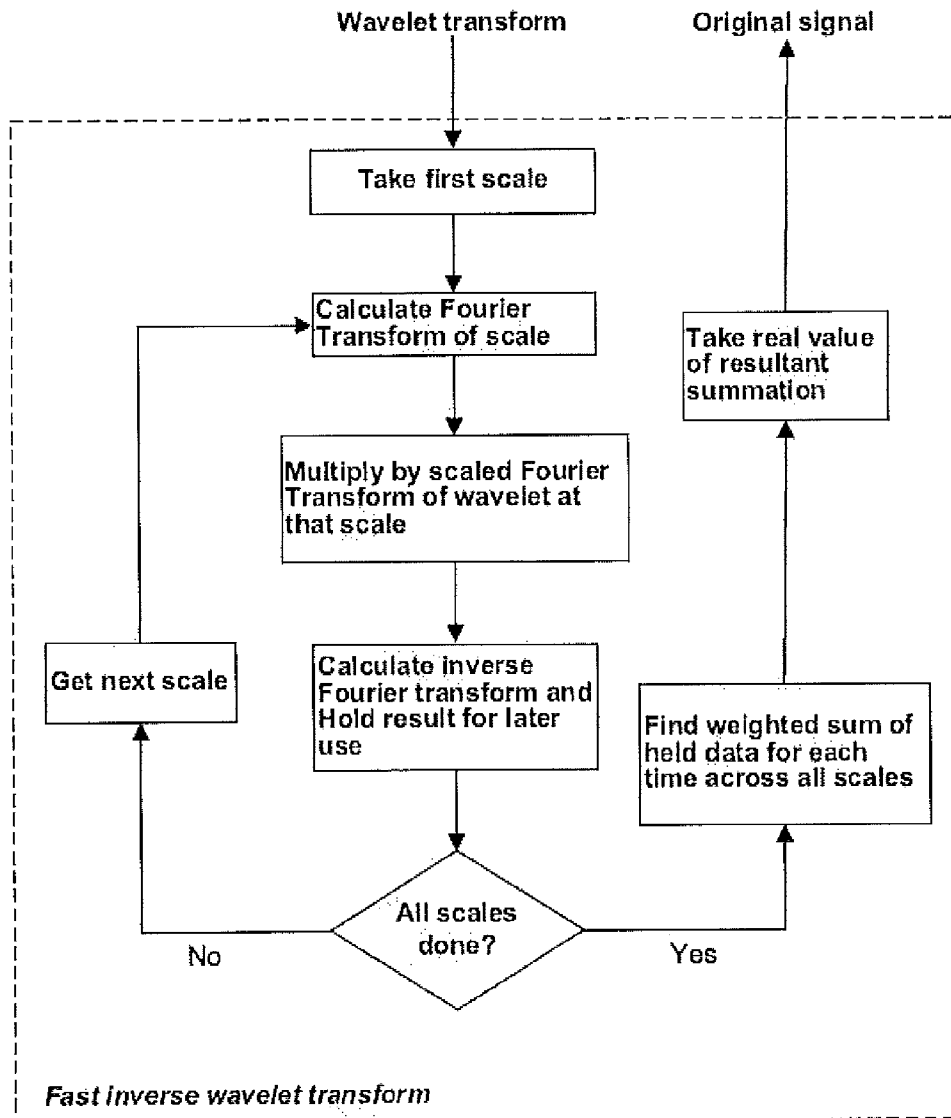 Wavelet transform
Original signal
Take first scale
Calculate Fourier
Transform of scale
Multiply by scaled Fourier
Transform of wavelet at
that scale
Calculate inverse
Fourier transform and
Hold result for later
use
All scales
done?
No
Get next scale
Yes
Find weighted sum of
held data for each
time across all scales
Take real value
of resultant
summation
Fast inverse wavelet transform